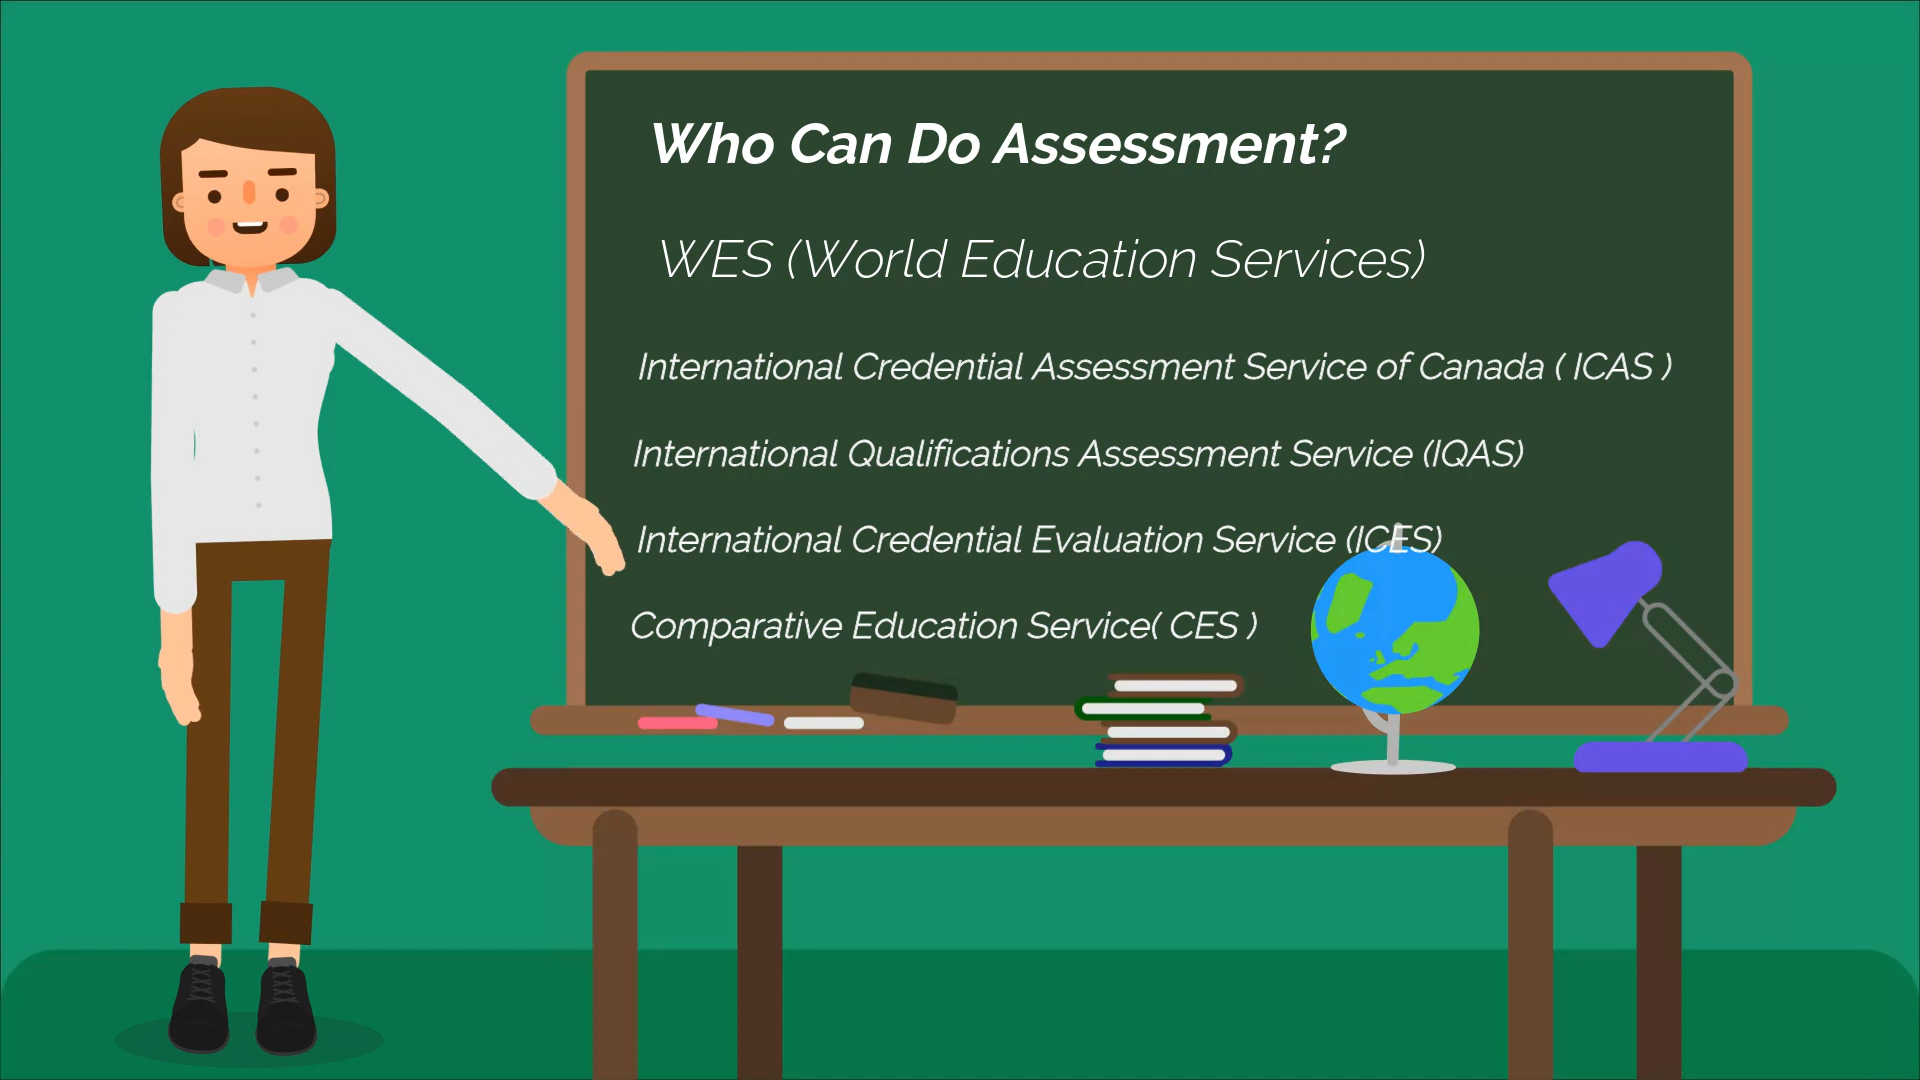 Who Can Do Assessment?
WES (World Education Services)
International Credential Assessment Service of Canada ( ICAS )
International Qualifications Assessment Service (IQAS)
International Credential Evaluation Service (ICES)
Comparative Education Service( CES )